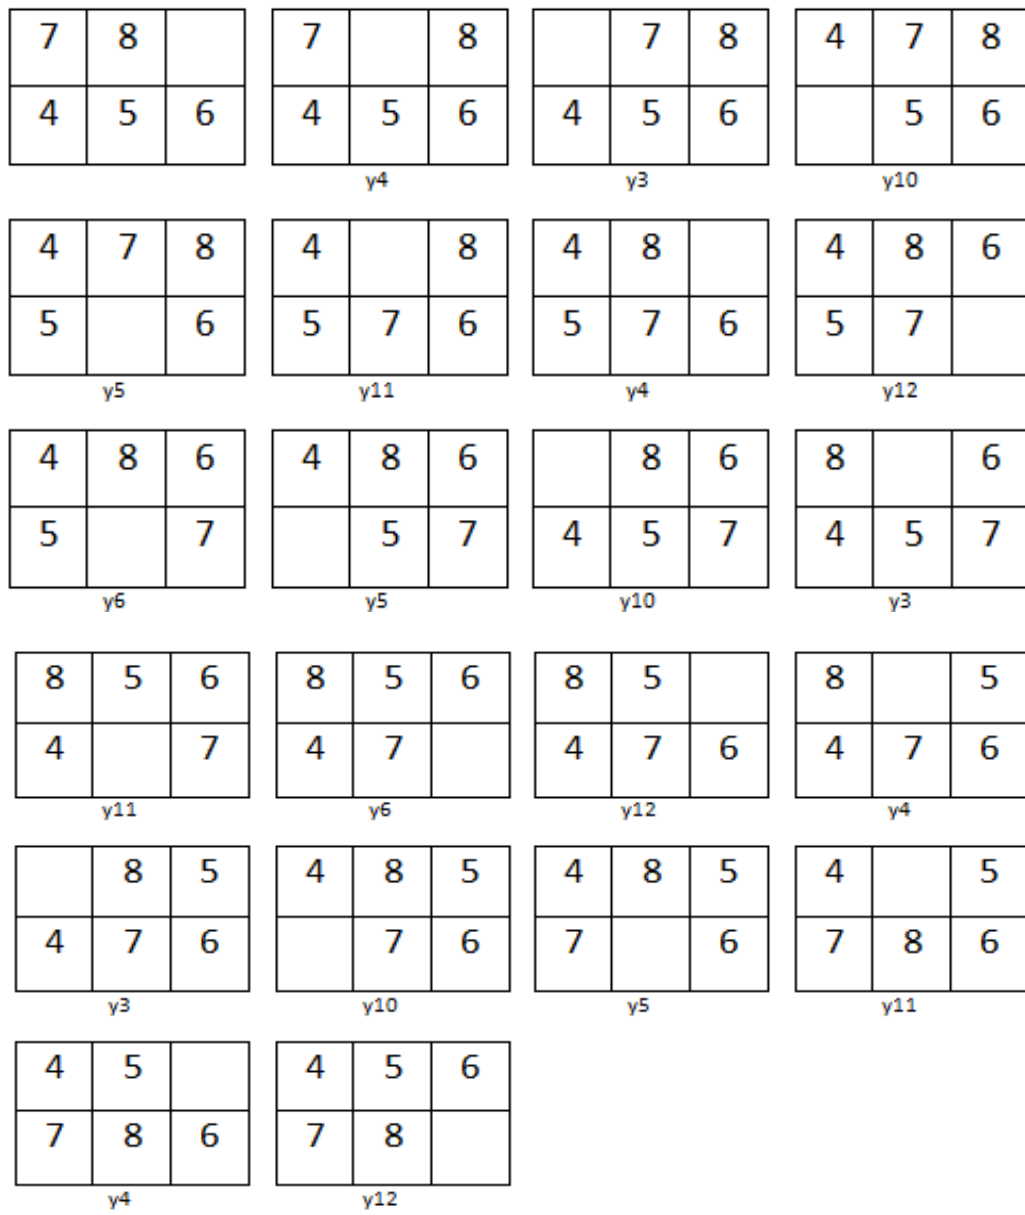 7 8 7 8 7 8 4 7 8
4 5 6 4 5 6 4 5 6 5 6
y4 y3 y10
4 7 8 4 8 4 8 4 8 6
5 6 5 7 6 5 7 6 5 7
y5 y11 y4 y12
4 8 6 4 8 6 8 6 8 6
5 7 5 7 4 5 7 4 5 7
y6 y5 y10 y3
8 5 6 8 5 6 8 5 8 5
4 7 4 7 4 7 6 4 7 6
y11 y6 y12 y4
8 5 4 8 5 4 8 5 4 5
4 7 6 7 6 7 6 7 8 6
y3 y10 y5 y11
4 5 4 5 6
7 8 6 7 8
y4 y12